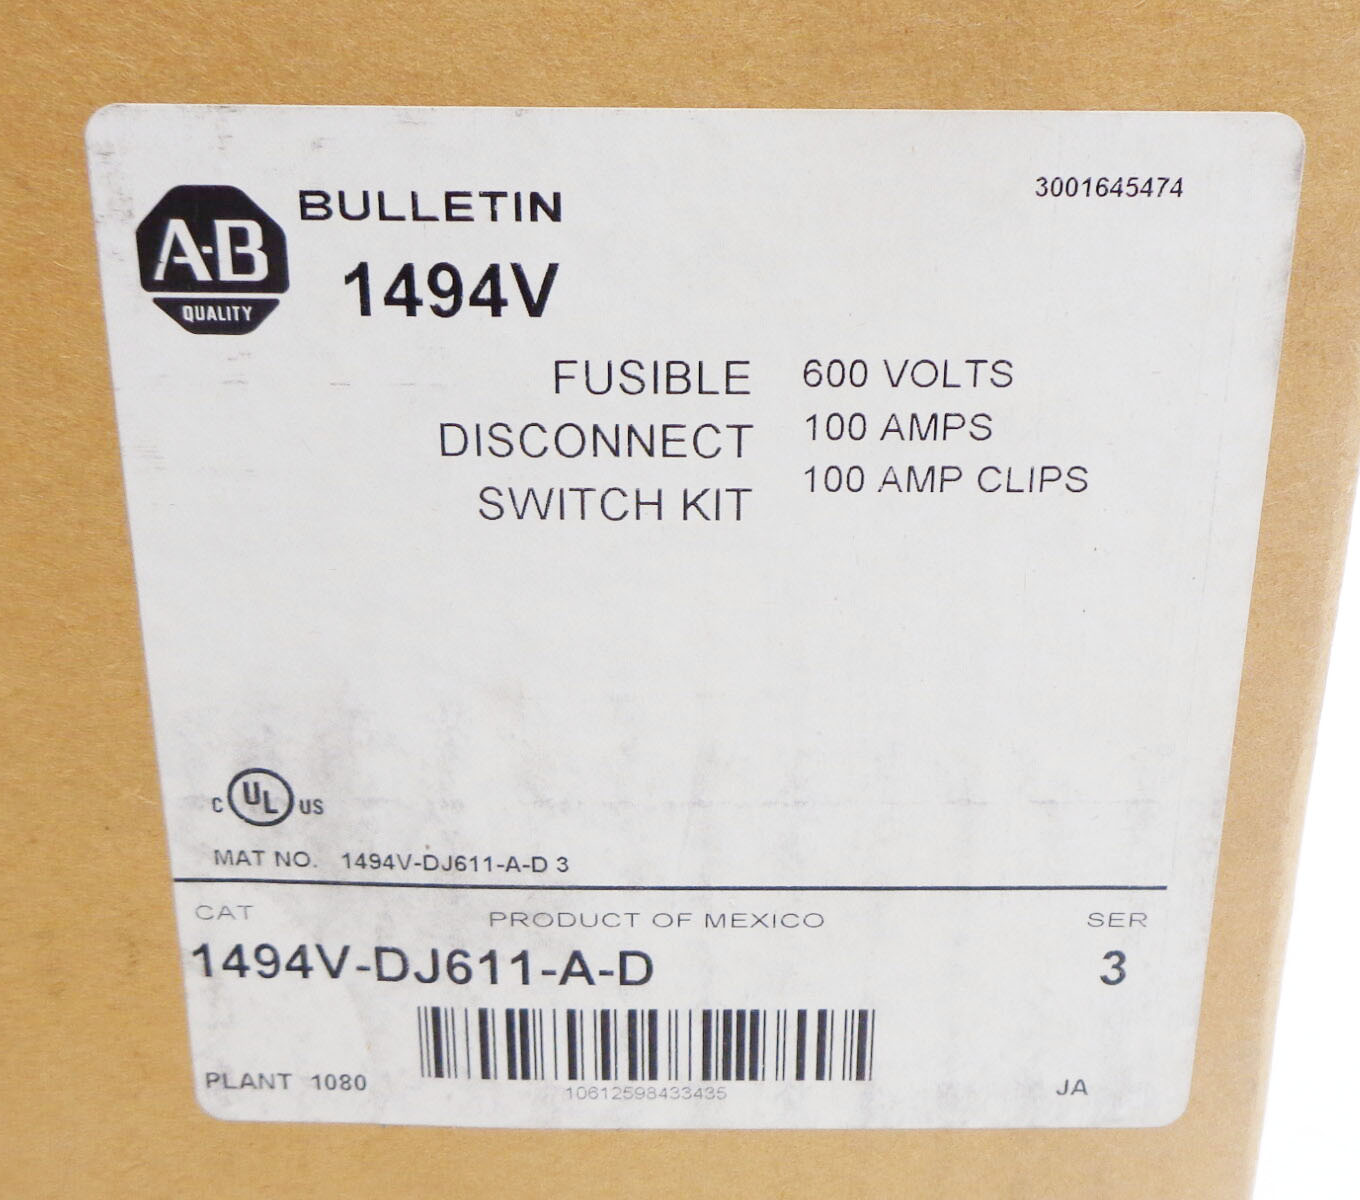 A-B
QUALITY
BULLETIN
1494V
3001645474
FUSIBLE
DISCONNECT
SWITCH KIT
600 VOLTS
100 AMPS
100 AMP CLIPS
C UL US
MAT NO. 1494V-DJ611-A-D 3
CAT
PRODUCT OF MEXICO
SER
1494V-DJ611-A-D
3
10612598433435
PLANT 1080
JA